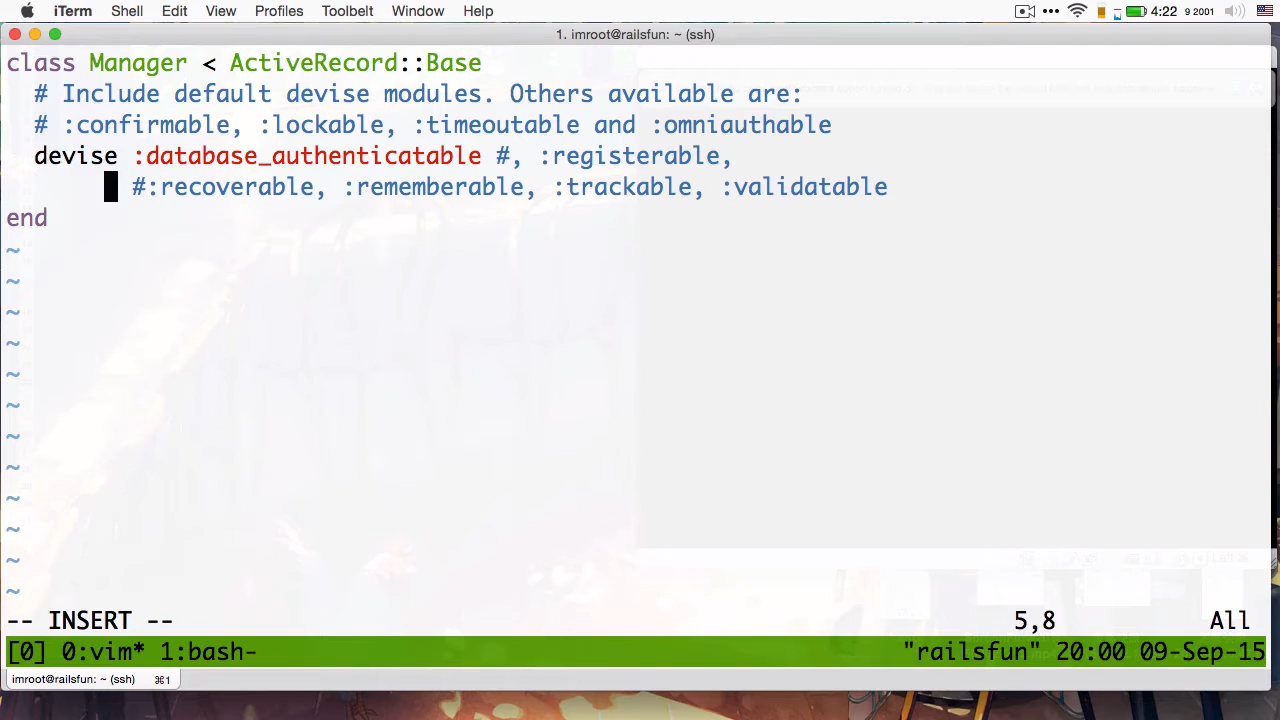 iTerm Shell Edit View Profiles Toolbelt Window Help 4:22 9 2001
1. imroot@railsfun: ~ (ssh)
class Manager < ActiveRecord::Base
# Include default devise modules. Others available are:
# :confirmable, :lockable, :timeoutable and :omniauthable
devise :database_authenticatable #, :registerable,
#:recoverable, :rememberable, :trackable, :validatable
end
~
~
~
~
~
~
~
~
~
~
~
~
-- INSERT -- 5,8 All
[0] 0:vim* 1:bash- "railsfun" 20:00 09-Sep-15
imroot@railsfun: ~ (ssh) ⌘1